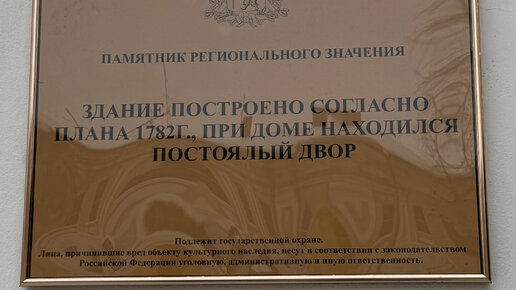 ПАМЯТНИК РЕГИОНАЛЬНОГО ЗНАЧЕНИЯ
ЗДАНИЕ ПОСТРОЕНО СОГЛАСНО
ПЛАНА 1782Г., ПРИ ДОМЕ НАХОДИЛСЯ
ПОСТОЯЛЫЙ ДВОР
Подлежит государственной охране.
Лица, причинившие вред объекту культурного наследия, несут в соответствии с законодательством
Российской Федерации уголовную, административную и иную ответственность.